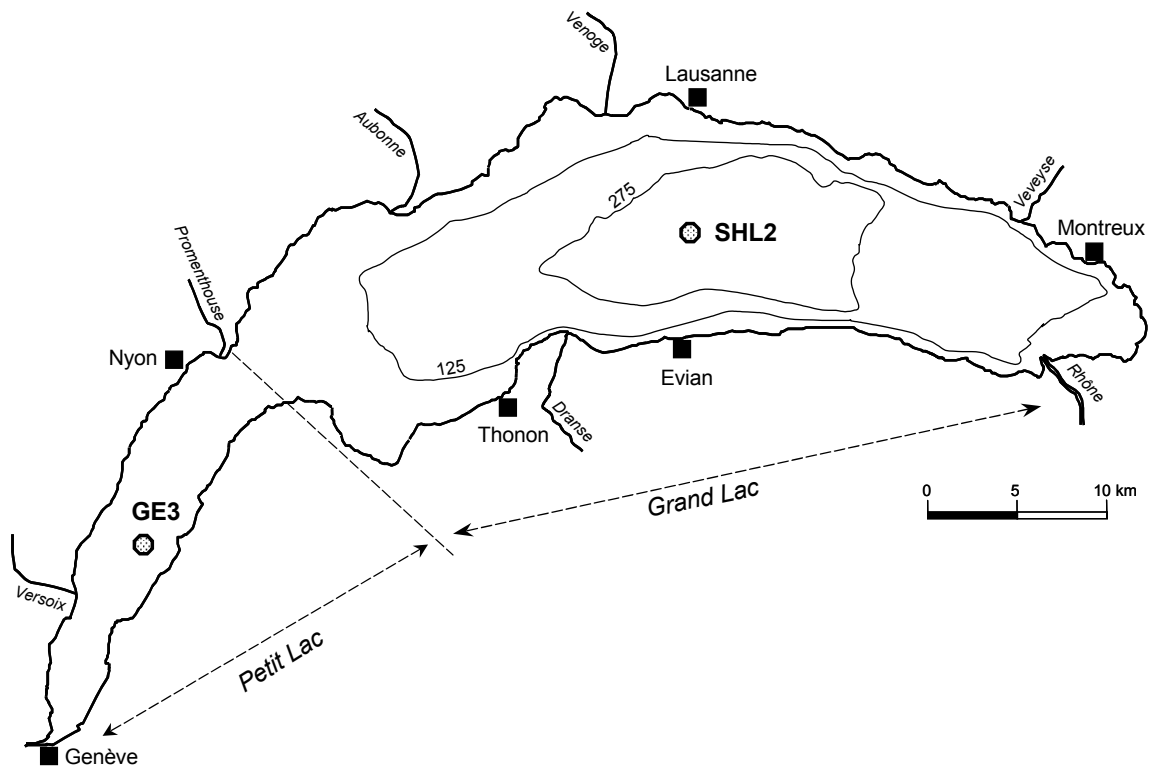 Venoge
Lausanne
Aubonne
Veveyse
275
SHL2
Montreux
Promenthouse
Nyon
125
Evian
Rhône
Thonon
Dranse
Grand Lac
0 5 10 km
GE3
Versoix
Petit Lac
Genève